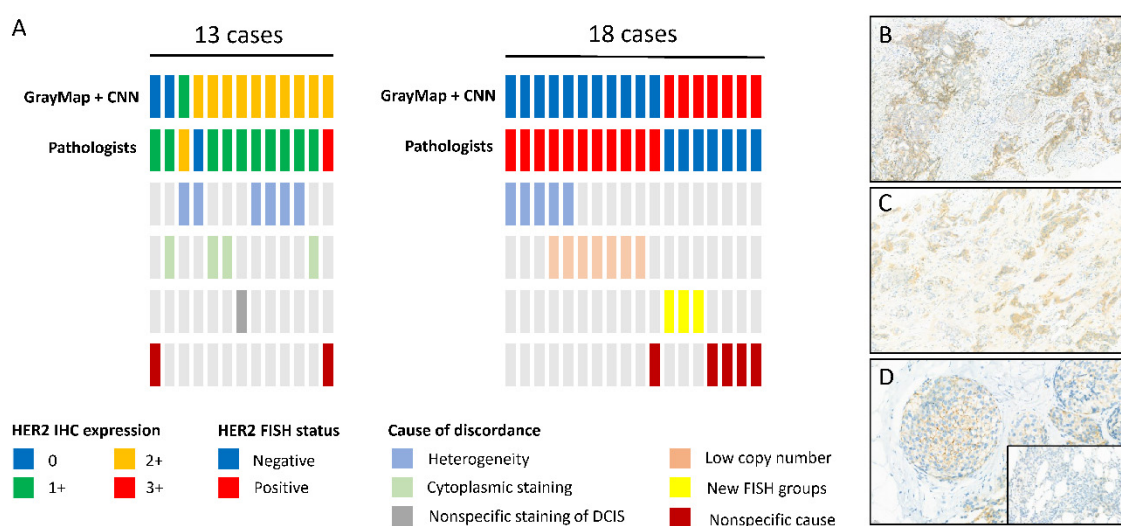 A
13 cases
18 cases
B
GrayMap + CNN
GrayMap + CNN
Pathologists
Pathologists
C
D
HER2 IHC expression
HER2 FISH status
Cause of discordance
0
2+
Negative
Heterogeneity
Low copy number
1+
3+
Positive
Cytoplasmic staining
New FISH groups
Nonspecific staining of DCIS
Nonspecific cause